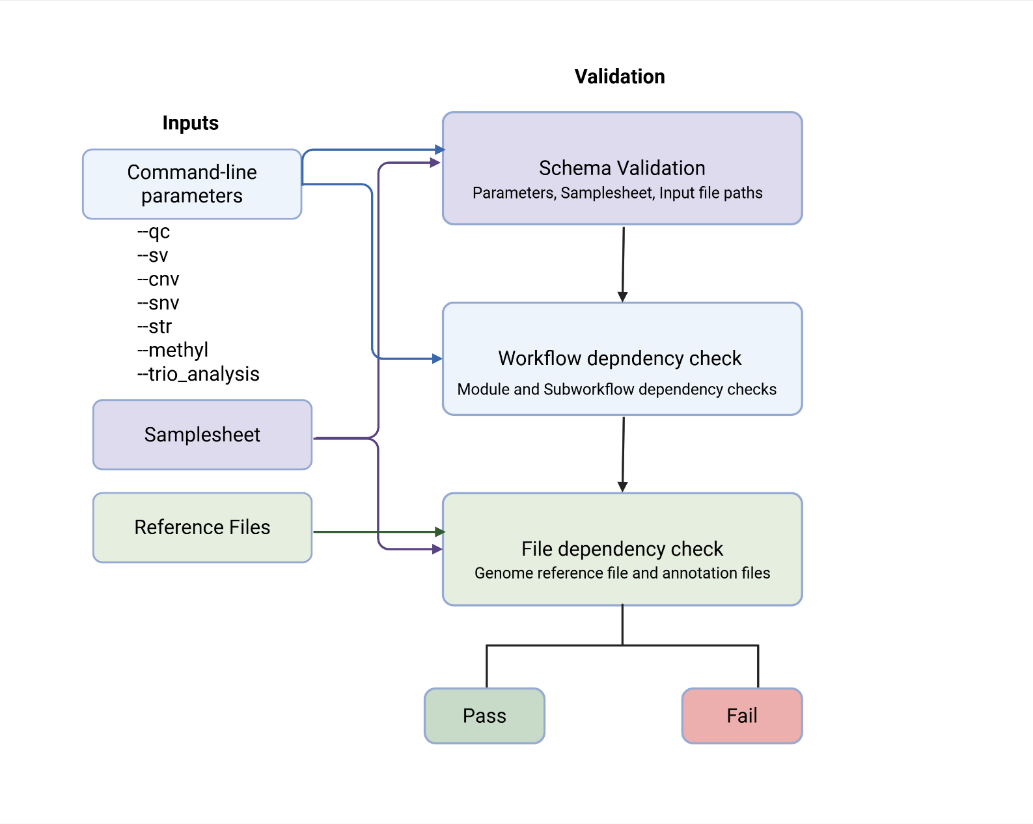 Validation
Inputs
Command-line
parameters
--qc
--sv
--cnv
--snv
--str
--methyl
--trio_analysis
Samplesheet
Reference Files
Schema Validation
Parameters, Samplesheet, Input file paths
Workflow depndency check
Module and Subworkflow dependency checks
File dependency check
Genome reference file and annotation files
Pass
Fail